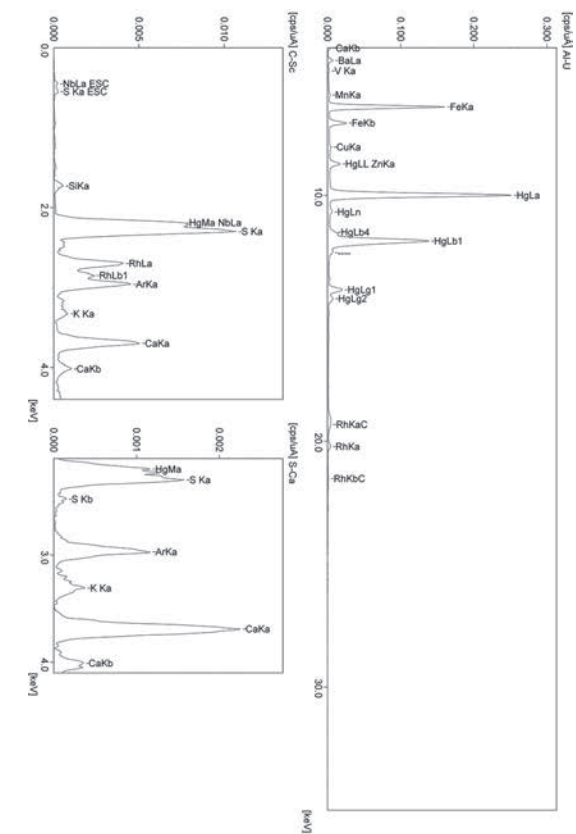 [cps/uA] C-Sc
0.000
0.005
0.010
0.0
NbLa ESC
S Ka ESC
SiKa
2.0
HgMa NbLa
S Ka
RhLa
RhLb1
ArKa
K Ka
CaKa
4.0
CaKb
[keV]
[cps/uA] S-Ca
0.000
0.001
0.002
HgMa
S Ka
S Kb
3.0
ArKa
K Ka
CaKa
4.0
CaKb
[keV]
[cps/uA] Al-U
0.000
0.100
0.200
0.300
CaKb
BaLa
V Ka
MnKa
FeKa
FeKb
CuKa
HgLL ZnKa
10.0
HgLa
HgLn
HgLb4
HgLb1
HgLg1
HgLg2
RhKaC
20.0
RhKa
RhKbC
30.0
[keV]